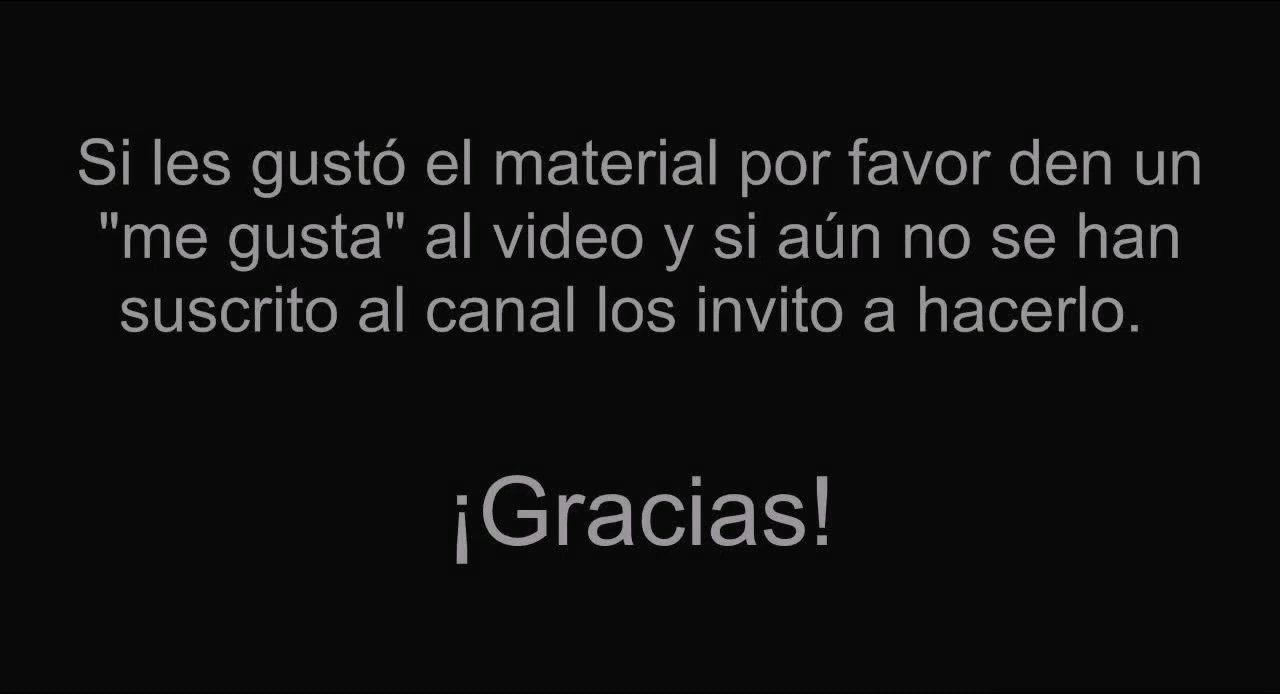 Si les gustó el material por favor den un
"me gusta" al video y si aún no se han
suscrito al canal los invito a hacerlo.
¡Gracias!